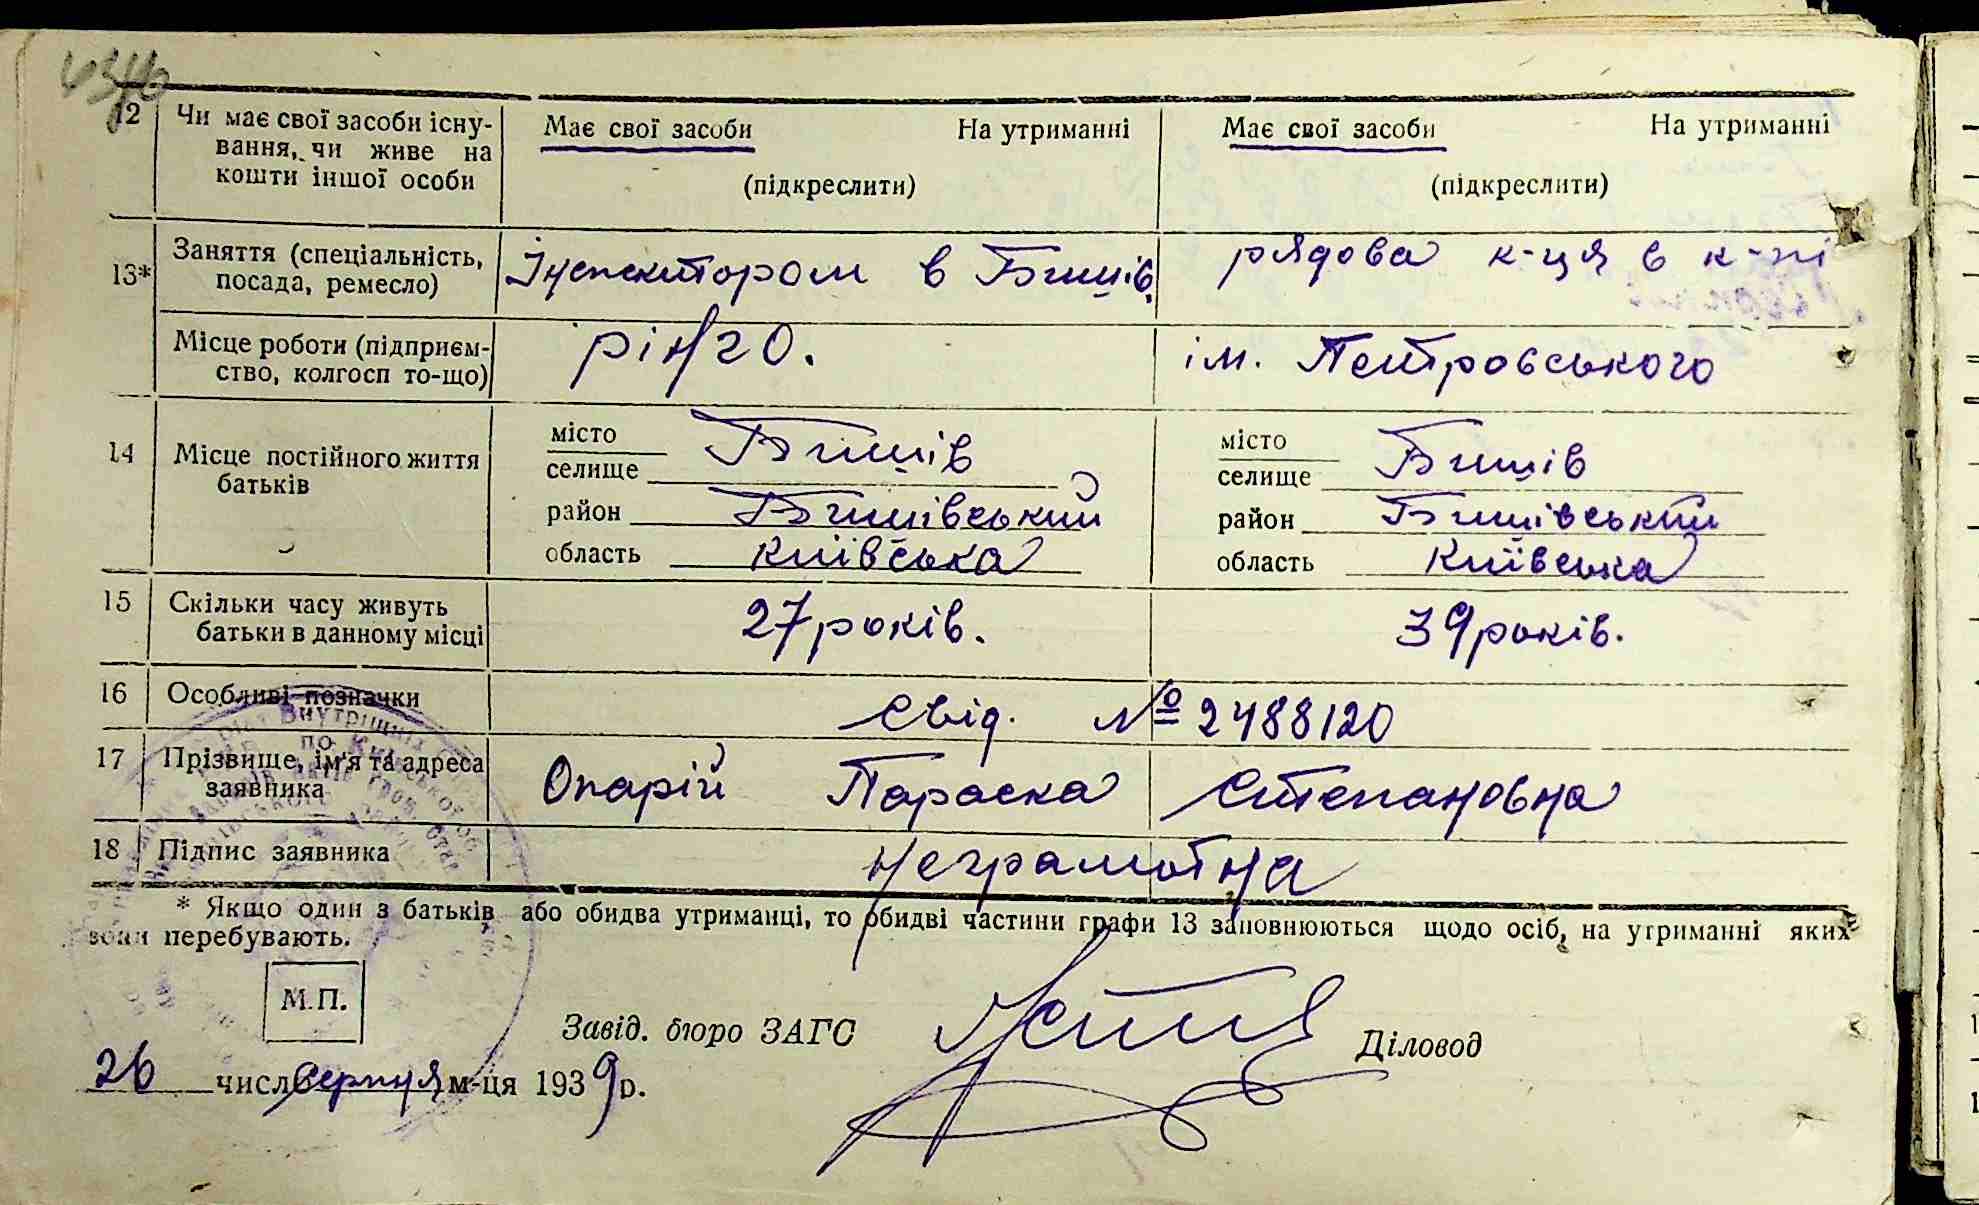 12 Чи має свої засоби існу- Має свої засоби На утриманні Має свої засоби На утриманні
вання, чи живе на
кошти іншої особи (підкреслити) (підкреслити)
13* Заняття (спеціальність, Інспектором в Бишів. рядова к-ця в к-пі
посада, ремесло)
Місце роботи (підприєм- ім. Петровського
ство, колгосп то-що)
14 Місце постійного життя батьків
місто Бишів місто Бишів
селище селище
район Бишівський район Бишівський
область Київська область Київська
15 Скільки часу живуть 27 років. 39 років.
батьки в данному місці
16 Особливі позначки Свід. № 2488120
17 Прізвище, ім'я та адреса Опарій Параска Степановна
заявника
18 Підпис заявника неграмотна
* Якщо один з батьків або обидва утриманці, то обидві частини графи 13 заповнюються щодо осіб, на утриманні яких
вони перебувають.
М.П.
Завід. бюро ЗАГС Діловод
26 числ серпня м-ця 1939 р.